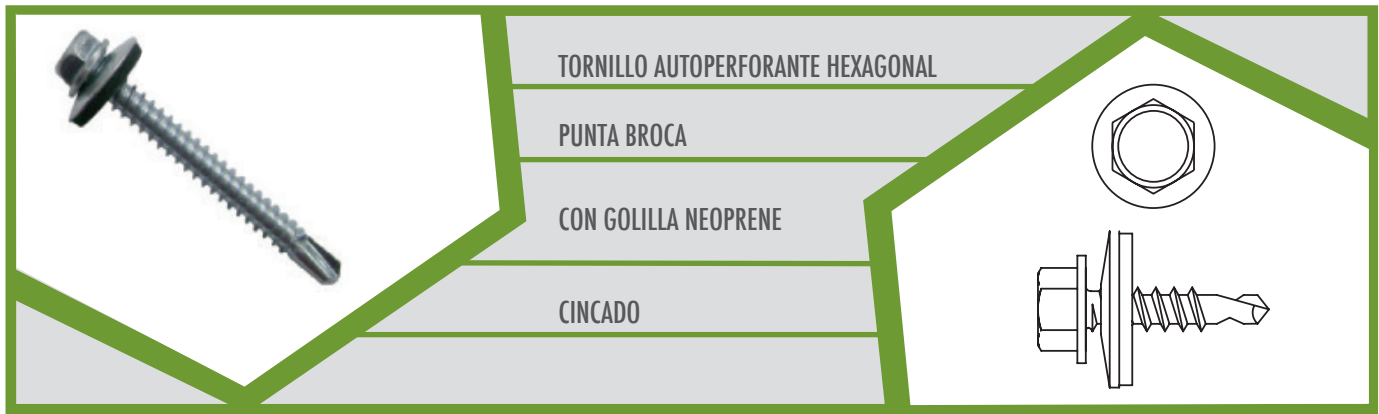 TORNILLO AUTOPERFORANTE HEXAGONAL
PUNTA BROCA
CON GOLILLA NEOPRENE
CINCADO